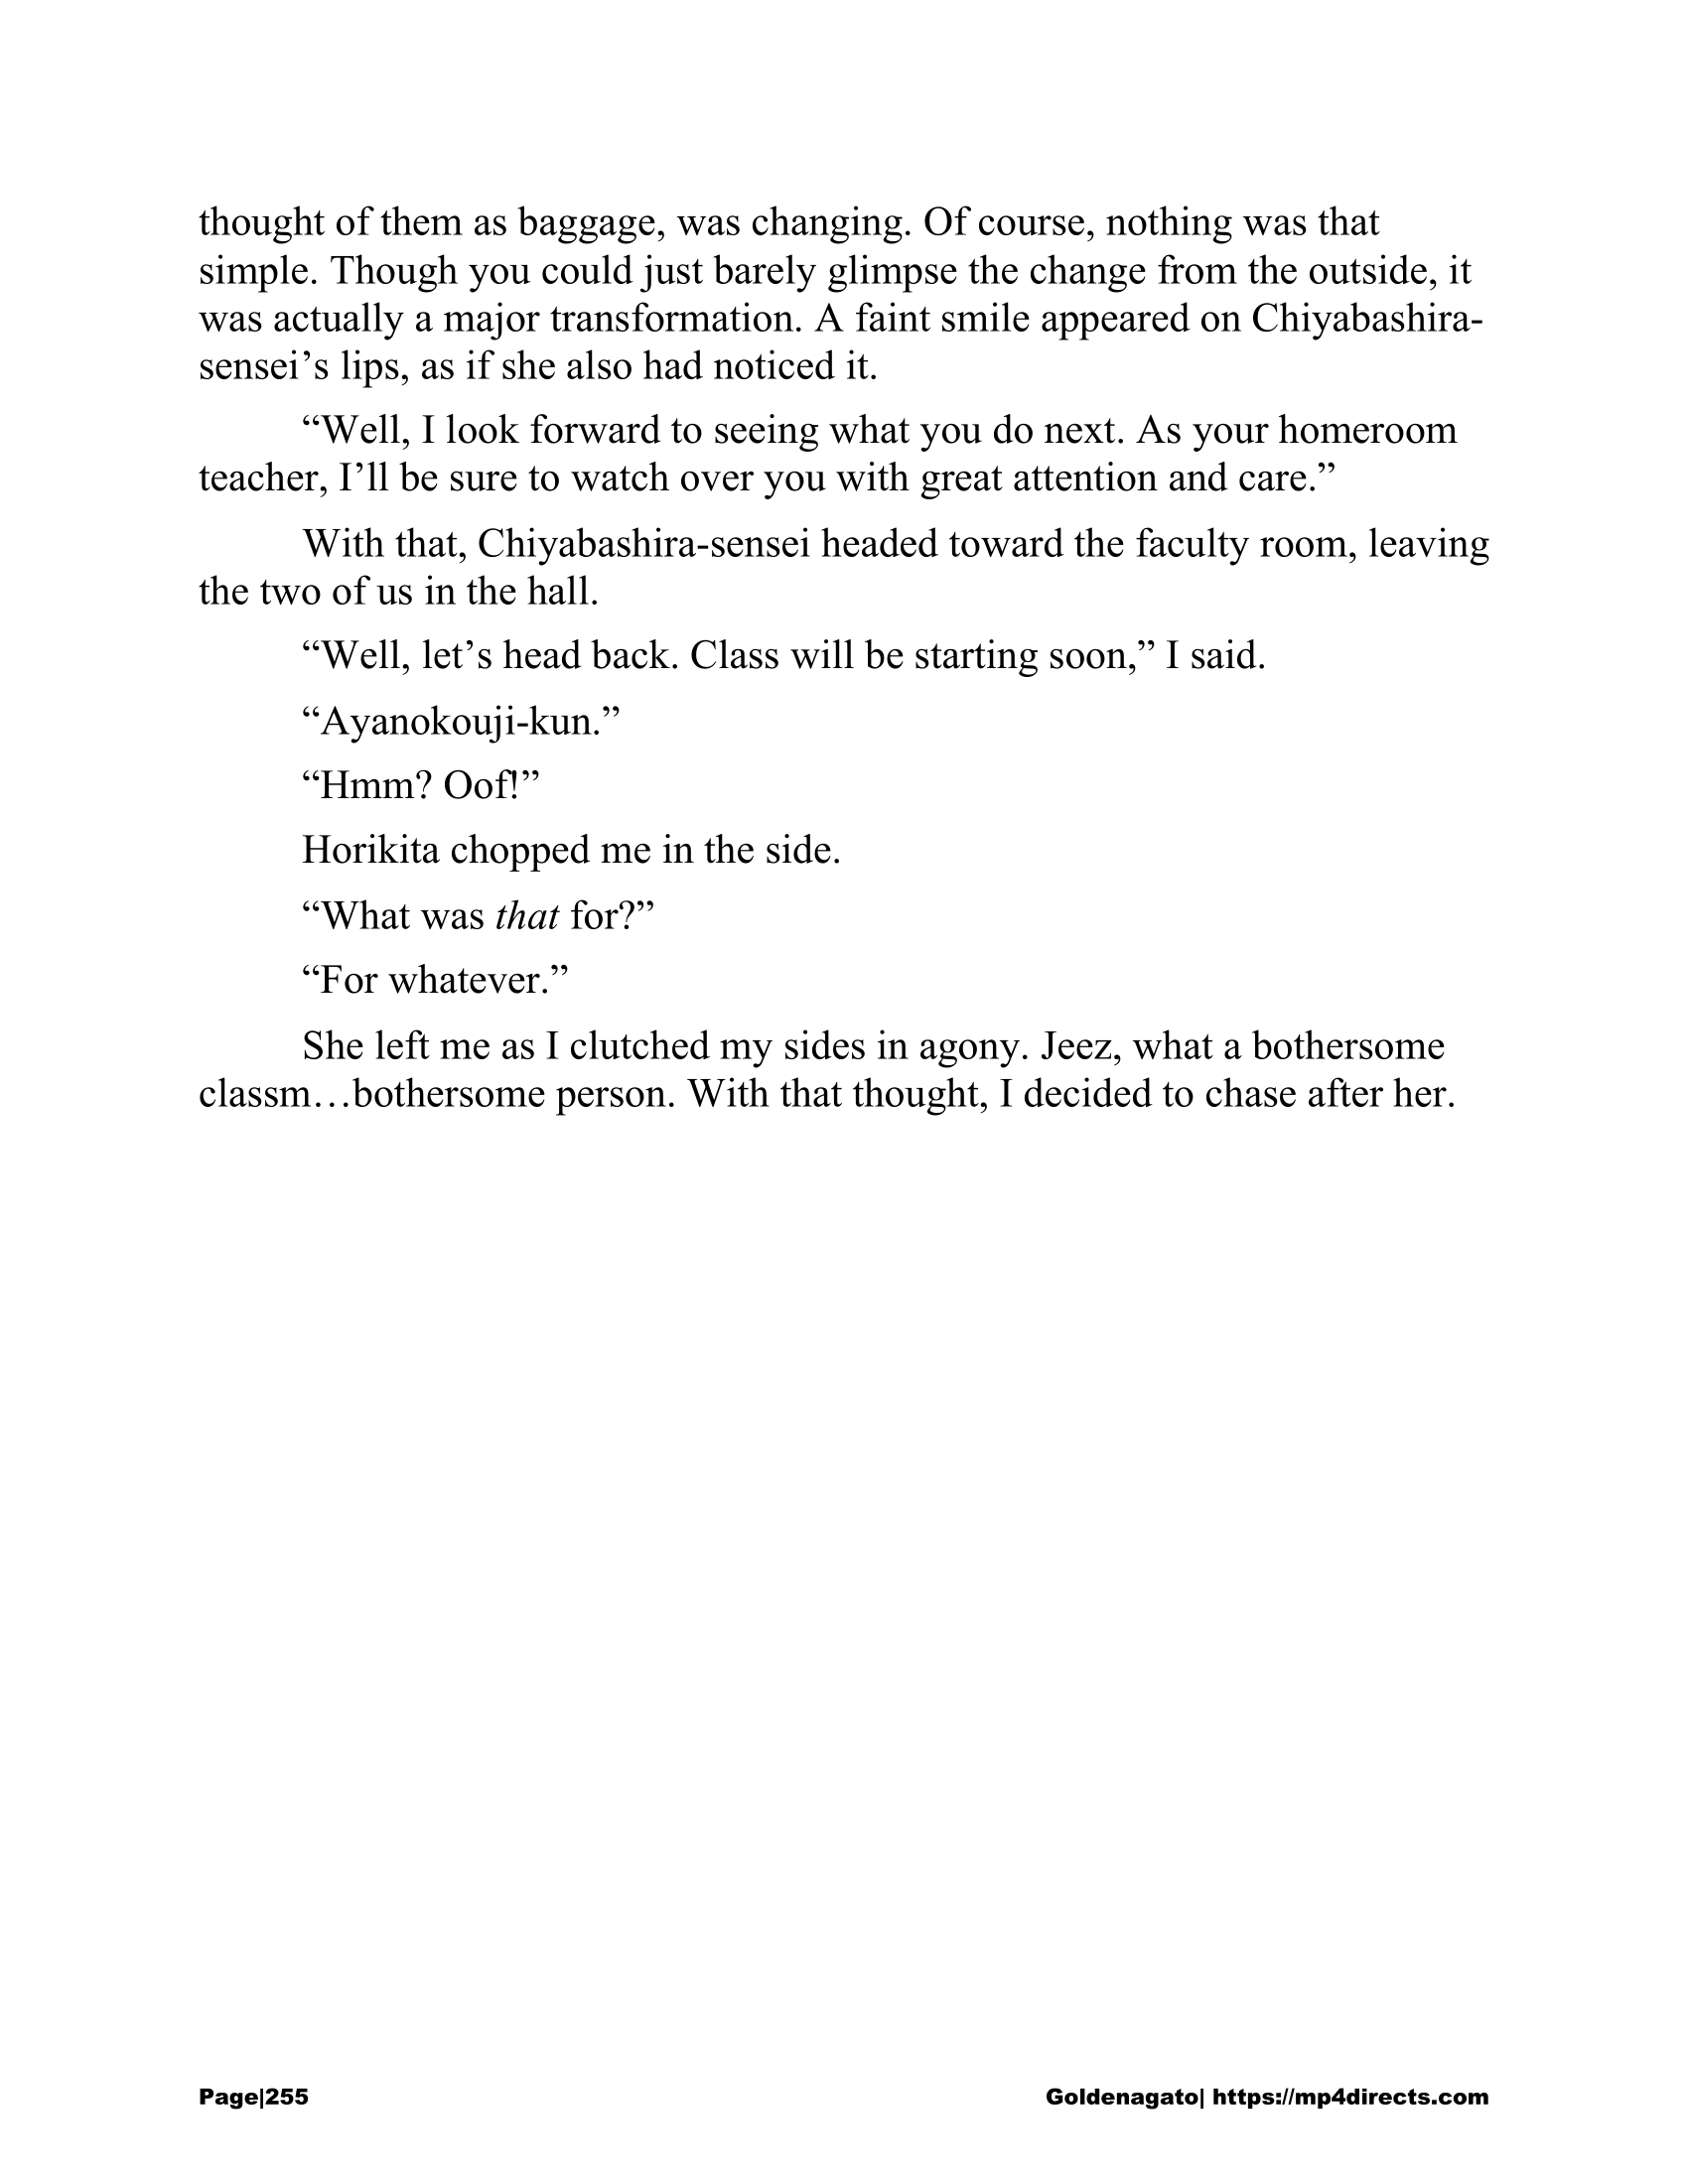 thought of them as baggage, was changing. Of course, nothing was that
simple. Though you could just barely glimpse the change from the outside, it
was actually a major transformation. A faint smile appeared on Chiyabashira-
sensei’s lips, as if she also had noticed it.
“Well, I look forward to seeing what you do next. As your homeroom
teacher, I’ll be sure to watch over you with great attention and care.”
With that, Chiyabashira-sensei headed toward the faculty room, leaving
the two of us in the hall.
“Well, let’s head back. Class will be starting soon,” I said.
“Ayanokouji-kun.”
“Hmm? Oof!”
Horikita chopped me in the side.
“What was that for?”
“For whatever.”
She left me as I clutched my sides in agony. Jeez, what a bothersome
classm…bothersome person. With that thought, I decided to chase after her.
Page|255 Goldenagato| https://mp4directs.com